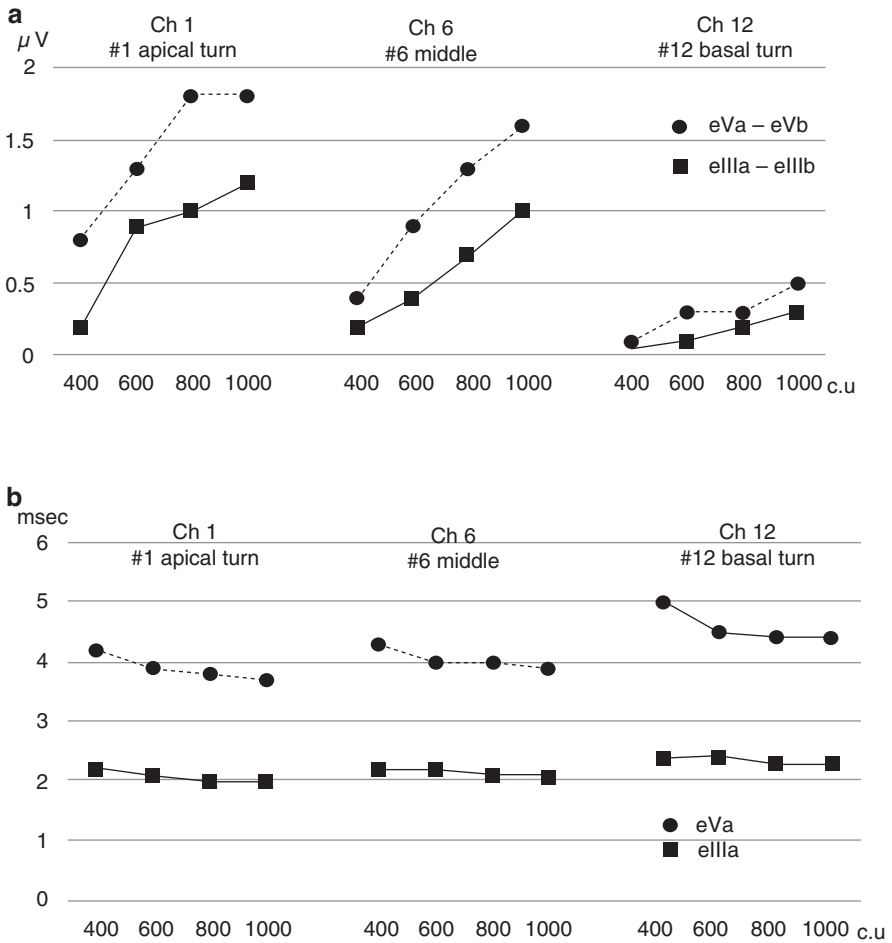 a
μV
Ch 1
#1 apical turn
Ch 6
#6 middle
Ch 12
#12 basal turn
2
1.5
1
0.5
0
eVa – eVb
eIIIa – eIIIb
400 600 800 1000
400 600 800 1000
400 600 800 1000 c.u
b
msec
Ch 1
#1 apical turn
Ch 6
#6 middle
Ch 12
#12 basal turn
6
5
4
3
2
1
0
eVa
eIIIa
400 600 800 1000
400 600 800 1000
400 600 800 1000 c.u